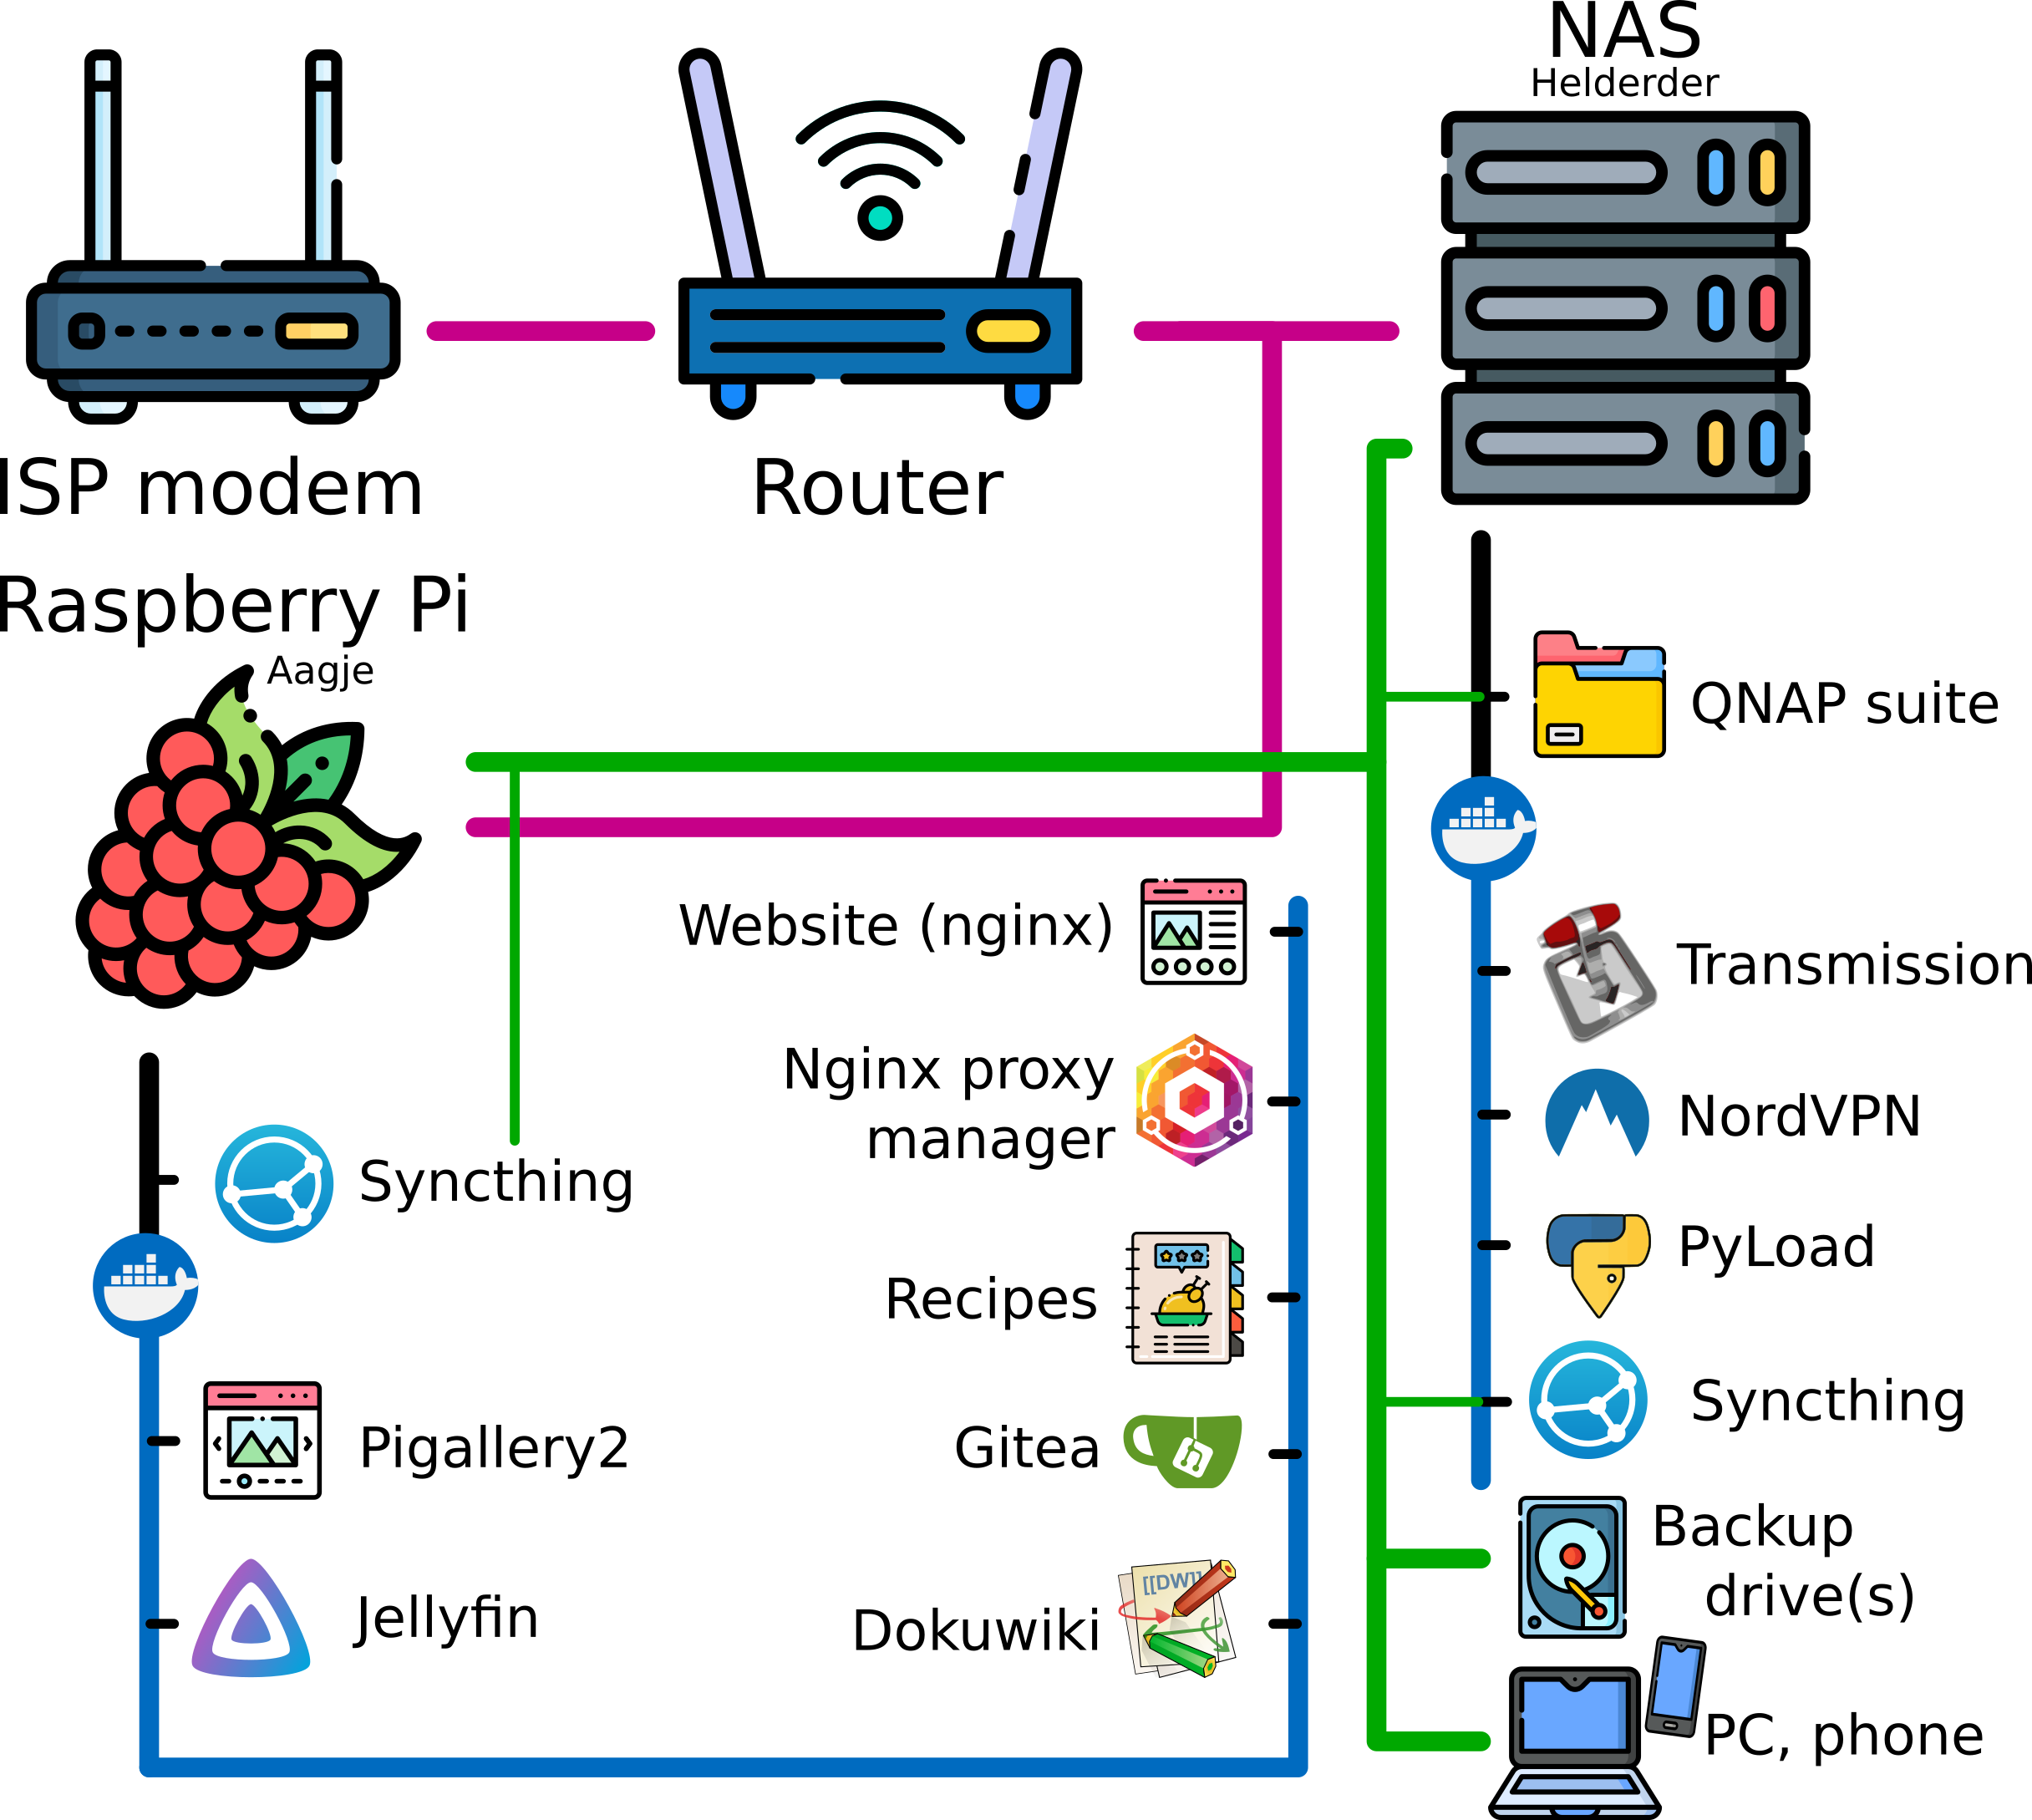 NAS
Helderder
ISP modem
Router
Raspberry Pi
Aagje
QNAP suite
Website (nginx)
Transmission
Nginx proxy
manager
NordVPN
Syncthing
PyLoad
Recipes
Syncthing
Pigallery2
Gitea
Backup
drive(s)
Jellyfin
Dokuwiki
[[DW]]
PC, phone